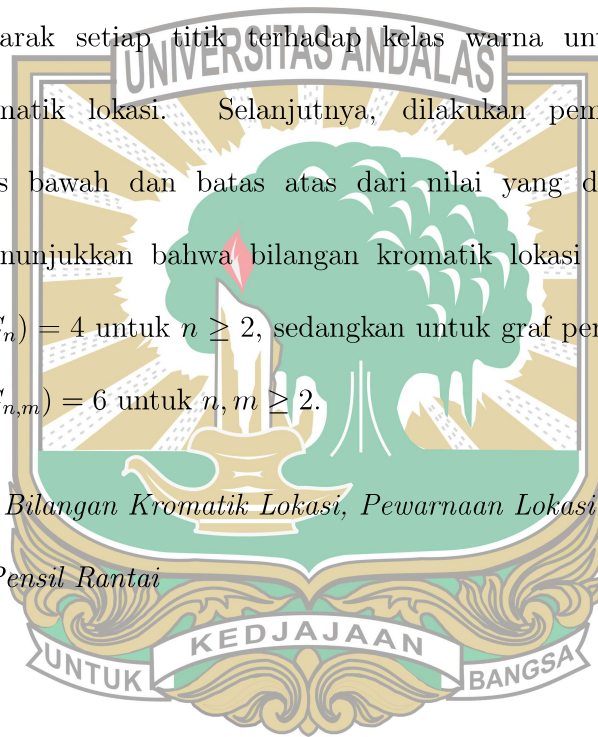 UNIVERSITAS ANDALAS
arak setiap titik terhadap kelas warna un
matik lokasi. Selanjutnya, dilakukan pem
s bawah dan batas atas dari nilai yang d
nunjukkan bahwa bilangan kromatik lokasi
n) = 4 untuk n ≥ 2, sedangkan untuk graf pen
n,m) = 6 untuk n, m ≥ 2.
Bilangan Kromatik Lokasi, Pewarnaan Lokasi
Pensil Rantai
UNTUK KEDJAJAAN BANGSA